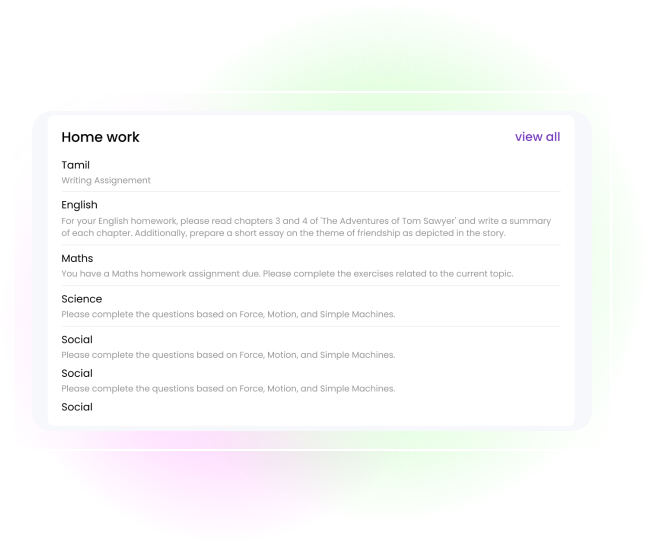 Home work
view all
Tamil
Writing Assignement
English
For your English homework, please read chapters 3 and 4 of 'The Adventures of Tom Sawyer' and write a summary
of each chapter. Additionally, prepare a short essay on the theme of friendship as depicted in the story.
Maths
You have a Maths homework assignment due. Please complete the exercises related to the current topic.
Science
Please complete the questions based on Force, Motion, and Simple Machines.
Social
Please complete the questions based on Force, Motion, and Simple Machines.
Social
Please complete the questions based on Force, Motion, and Simple Machines.
Social